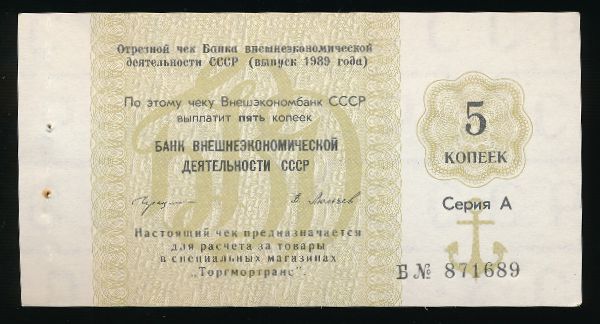 Отрезной чек Банка внешнеэкономической
деятельности СССР (выпуск 1989 года)
По этому чеку Внешэкономбанк СССР
выплатит пять копеек
БАНК ВНЕШНЕЭКОНОМИЧЕСКОЙ
ДЕЯТЕЛЬНОСТИ СССР
Настоящий чек предназначается
для расчета за товары
в специальных магазинах
"Торгмортранс".
5
КОПЕЕК
Серия А
Б № 871689